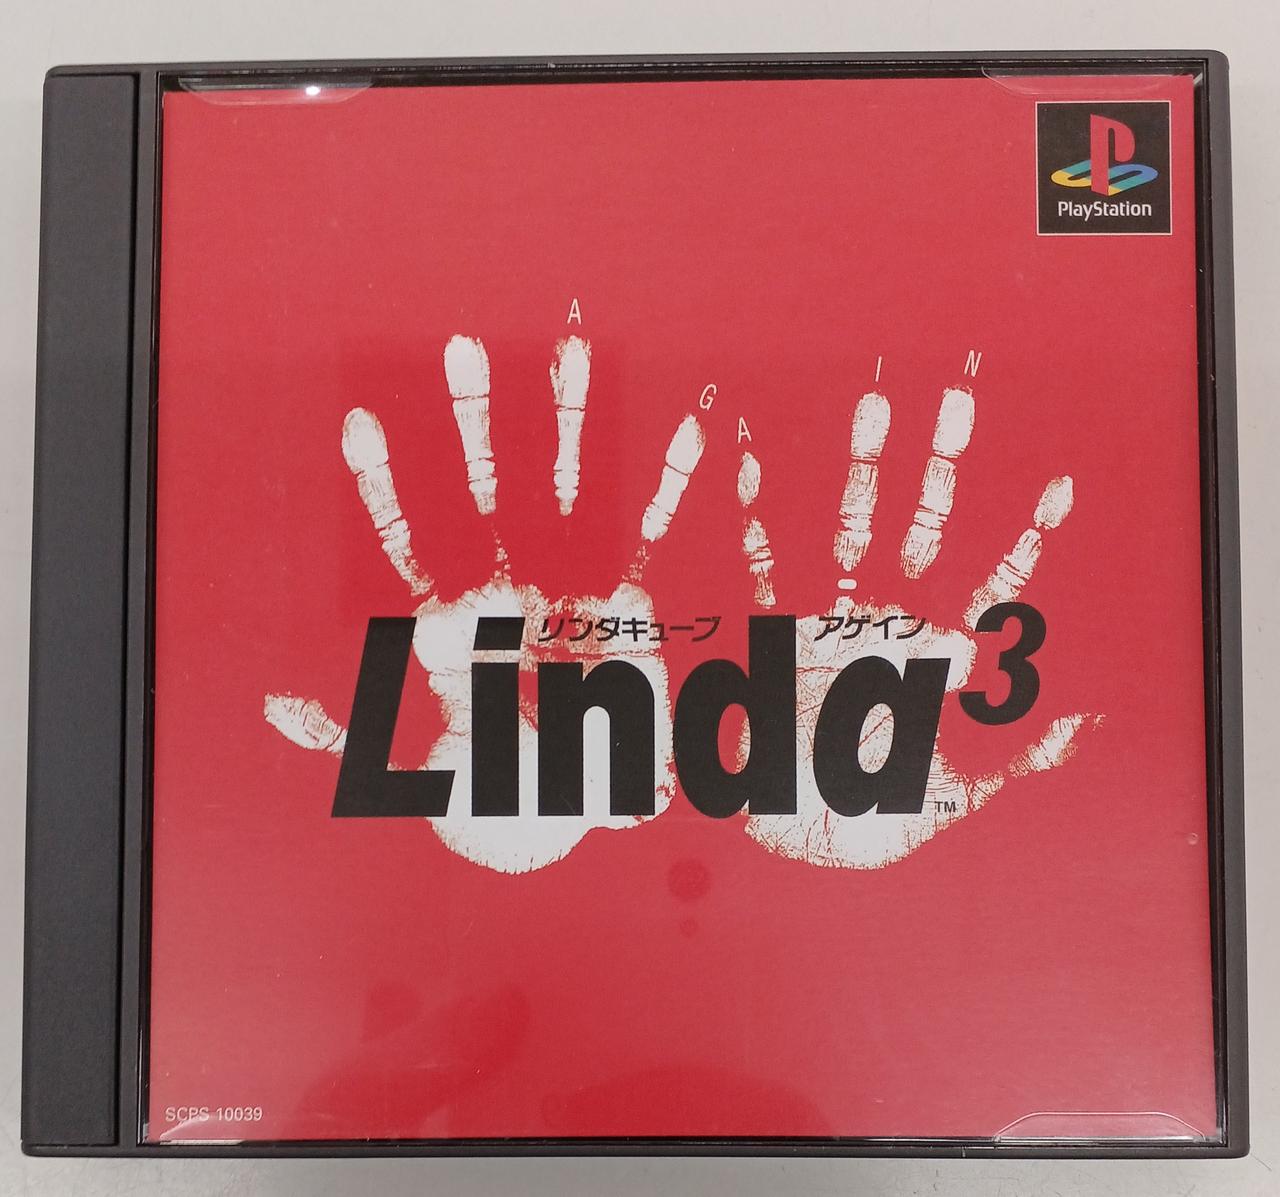 PlayStation
A G A I N
リンダキューブ アゲイン
Linda3
TM
SCPS 10039